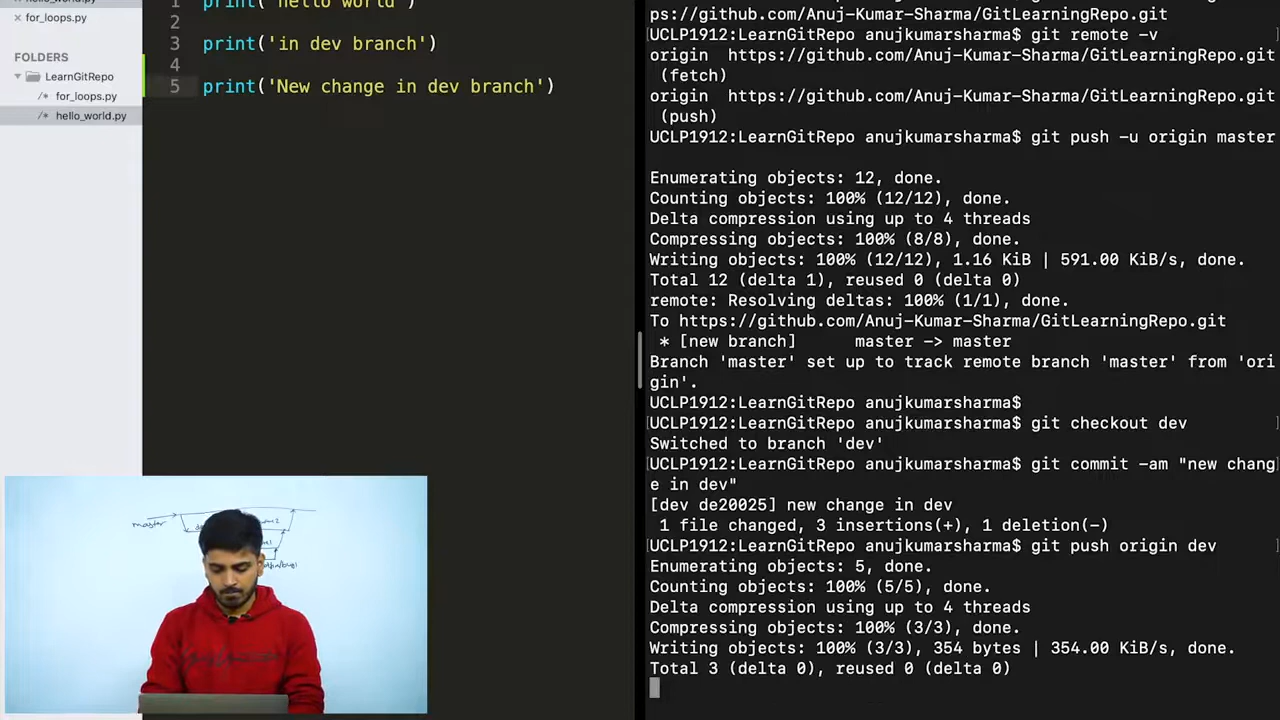 hello_world.py
for_loops.py
FOLDERS
LearnGitRepo
/* for_loops.py
/* hello_world.py
1 print('hello world')
2
3 print('in dev branch')
4
5 print('New change in dev branch')
ps://github.com/Anuj-Kumar-Sharma/GitLearningRepo.git
UCLP1912:LearnGitRepo anujkumarsharma$ git remote -v
origin https://github.com/Anuj-Kumar-Sharma/GitLearningRepo.git
(fetch)
origin https://github.com/Anuj-Kumar-Sharma/GitLearningRepo.git
(push)
UCLP1912:LearnGitRepo anujkumarsharma$ git push -u origin master
Enumerating objects: 12, done.
Counting objects: 100% (12/12), done.
Delta compression using up to 4 threads
Compressing objects: 100% (8/8), done.
Writing objects: 100% (12/12), 1.16 KiB | 591.00 KiB/s, done.
Total 12 (delta 1), reused 0 (delta 0)
remote: Resolving deltas: 100% (1/1), done.
To https://github.com/Anuj-Kumar-Sharma/GitLearningRepo.git
* [new branch] master -> master
Branch 'master' set up to track remote branch 'master' from 'ori
gin'.
UCLP1912:LearnGitRepo anujkumarsharma$
UCLP1912:LearnGitRepo anujkumarsharma$ git checkout dev
Switched to branch 'dev'
UCLP1912:LearnGitRepo anujkumarsharma$ git commit -am "new chang
e in dev"
[dev de20025] new change in dev
1 file changed, 3 insertions(+), 1 deletion(-)
UCLP1912:LearnGitRepo anujkumarsharma$ git push origin dev
Enumerating objects: 5, done.
Counting objects: 100% (5/5), done.
Delta compression using up to 4 threads
Compressing objects: 100% (3/3), done.
Writing objects: 100% (3/3), 354 bytes | 354.00 KiB/s, done.
Total 3 (delta 0), reused 0 (delta 0)
master